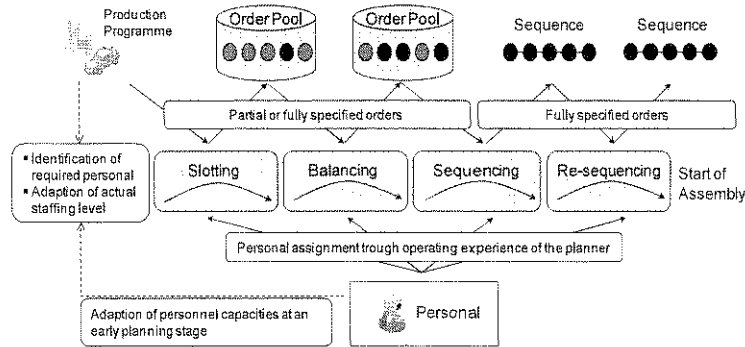 Production
Programme
Order Pool
Order Pool
Sequence
Sequence
Partial or fully specified orders
Fully specified orders
▪ Identification of
required personal
▪ Adaption of actual
staffing level
Slotting
Balancing
Sequencing
Re-sequencing
Start of
Assembly
Personal assignment trough operating experience of the planner
Adaption of personnel capacities at an
early planning stage
Personal